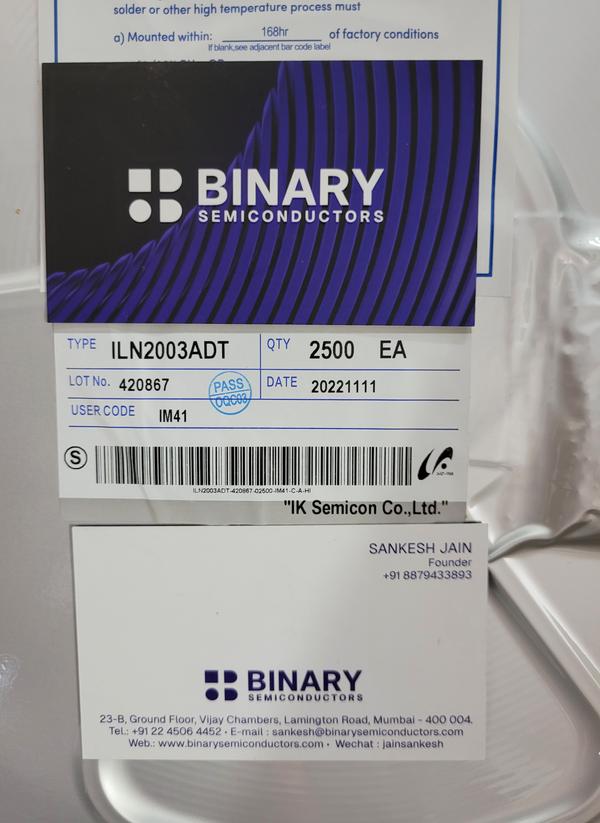 solder or other high temperature process must
a) Mounted within: 168hr of factory conditions
If blank,see adjacent bar code label
BINARY
SEMICONDUCTORS
TYPE ILN2003ADT QTY 2500 EA
LOT No. 420867 PASS OQC03 DATE 20221111
USER CODE IM41
S
ILN2003ADT-420867-02500-IM41-C-A-HI
"IK Semicon Co.,Ltd."
SANKESH JAIN
Founder
+91 8879433893
BINARY
SEMICONDUCTORS
23-B, Ground Floor, Vijay Chambers, Lamington Road, Mumbai - 400 004.
Tel.: +91 22 4506 4452 • E-mail : sankesh@binarysemiconductors.com
Web.: www.binarysemiconductors.com • Wechat : jainsankesh